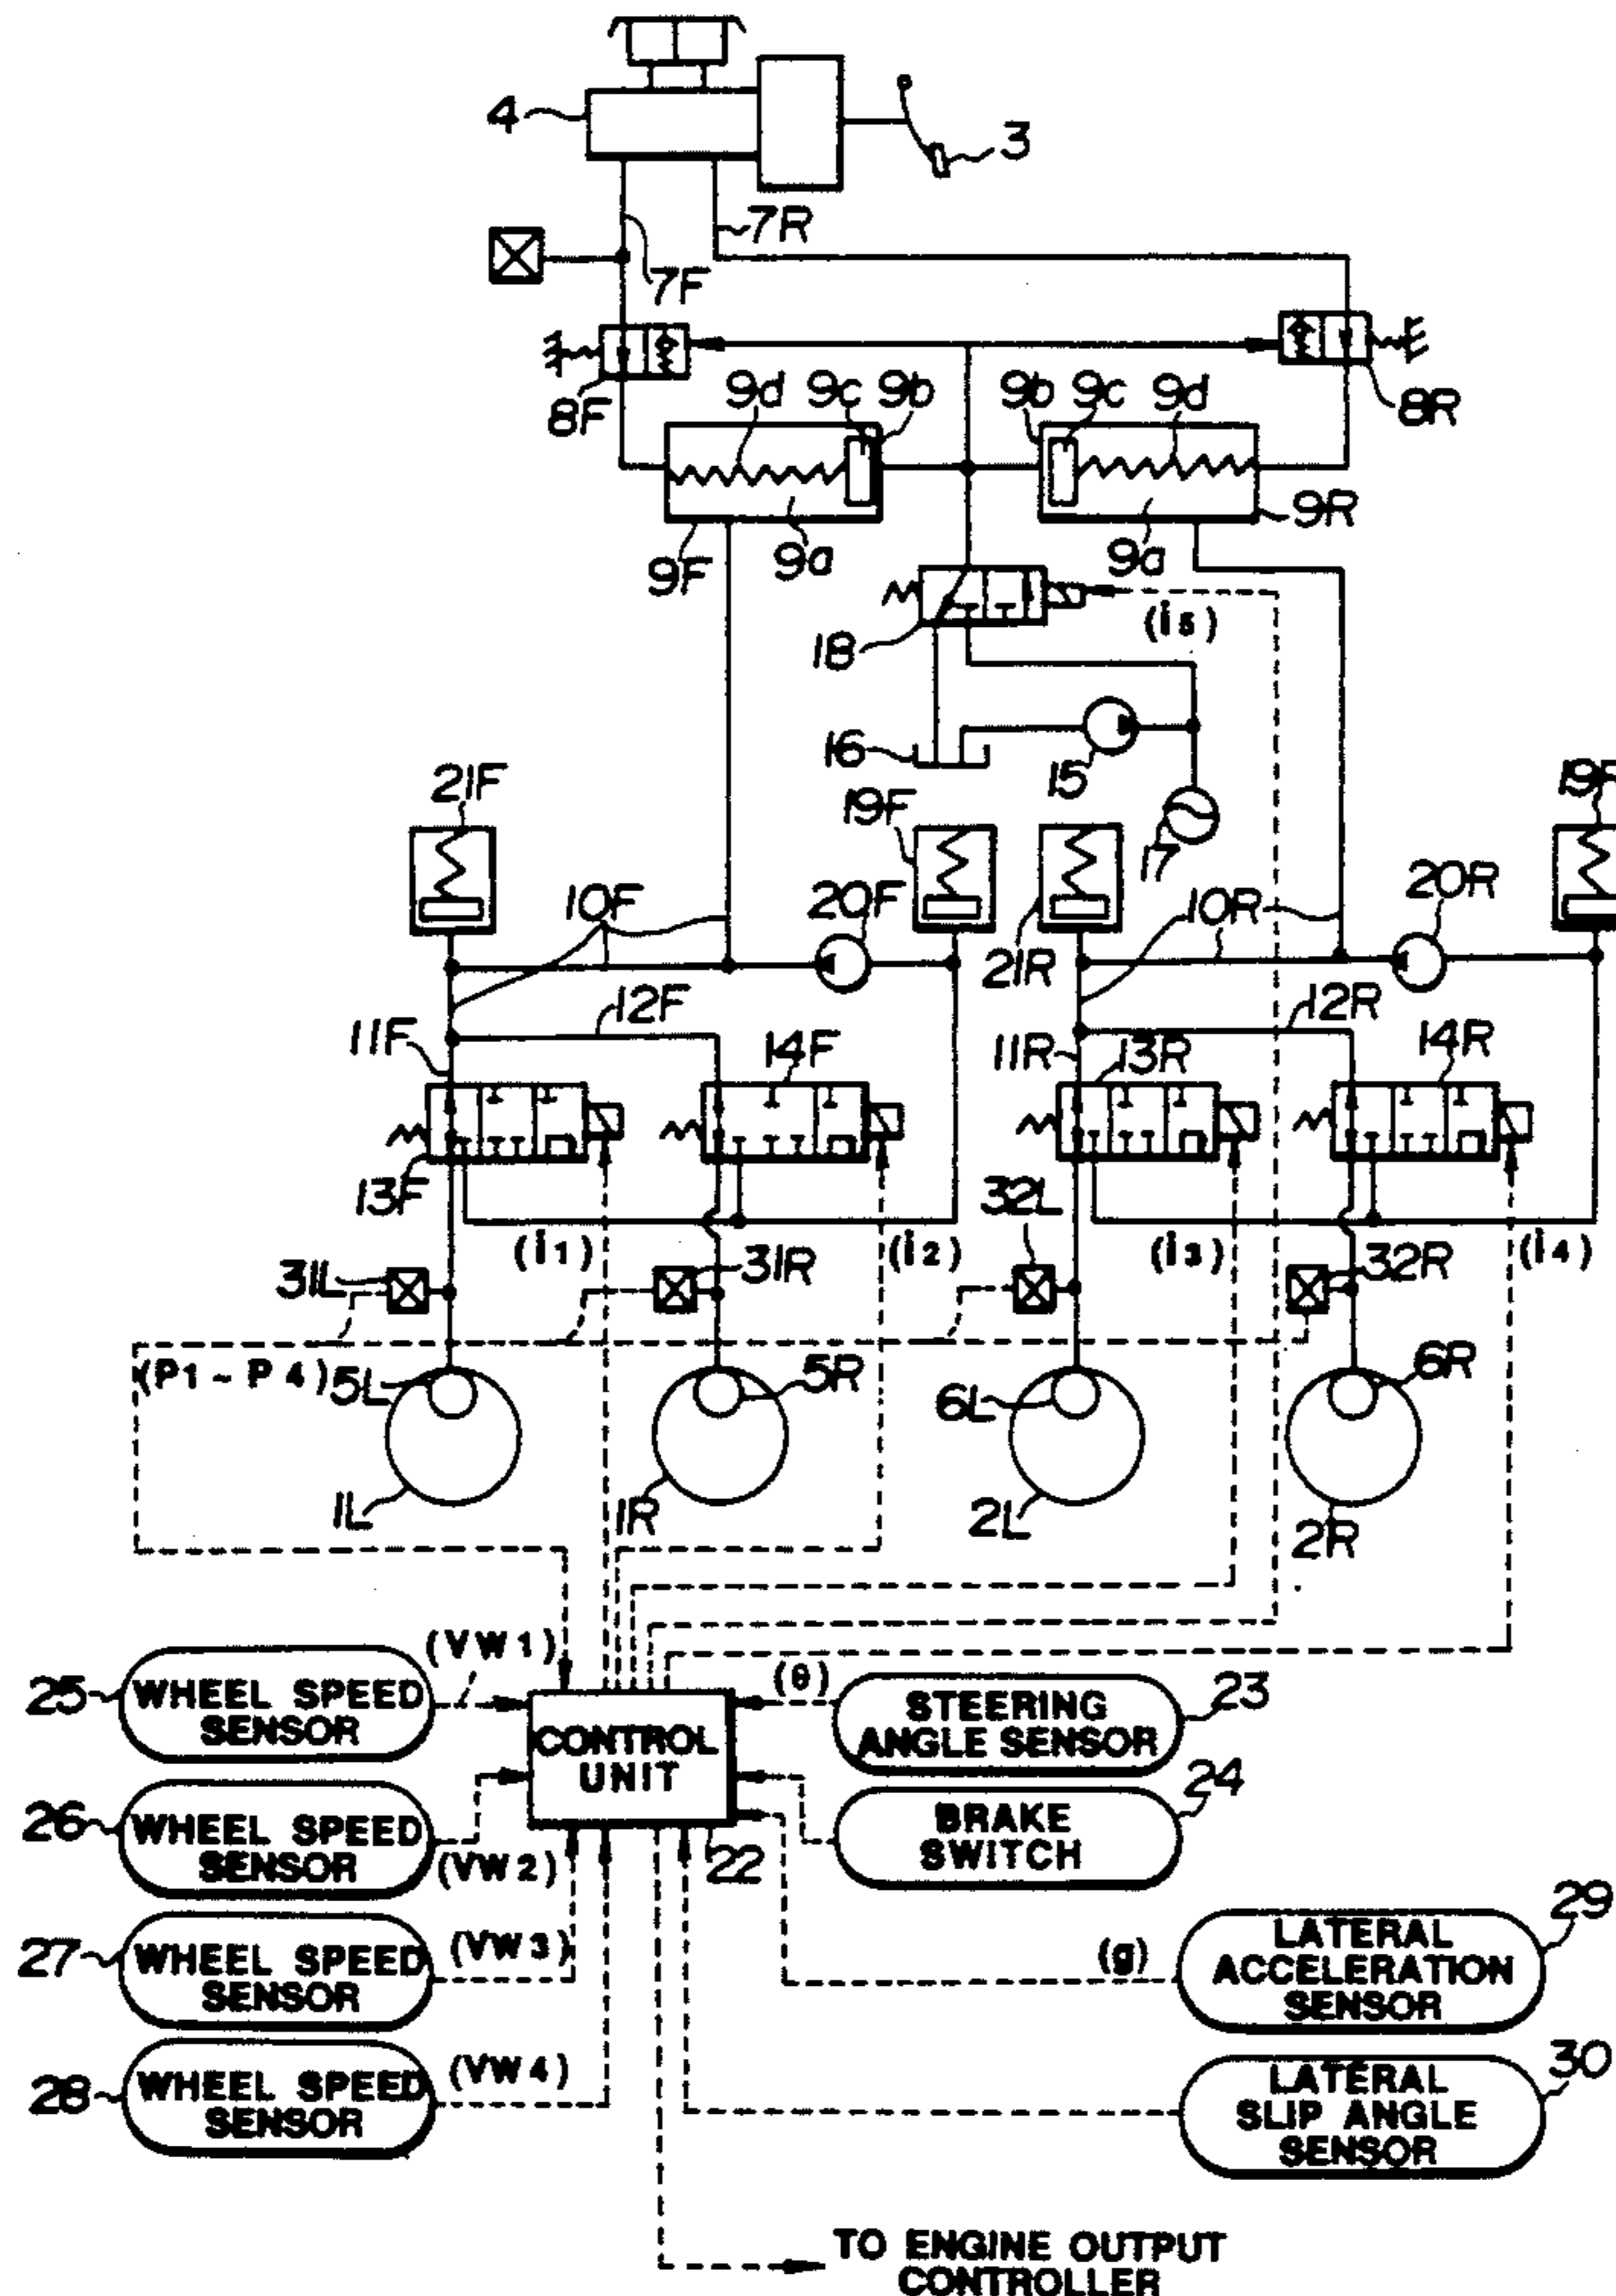 4
3
7R
7F
8F
9d
9c
9b
9b
9c
9d
8R
9F
9a
9a
9R
18
(i5)
16
15
17
21F
19F
19R
10F
20F
21R
10R
20R
12F
12R
11F
14F
11R
13R
14R
13F
32L
(i1)
(i2)
(i3)
(i4)
31L
31R
32R
(P1~P4)
5L
5R
6L
6R
1L
1R
2L
2R
(VW1)
(θ)
25
WHEEL SPEED
SENSOR
STEERING
ANGLE SENSOR
23
CONTROL
UNIT
26
WHEEL SPEED
SENSOR
BRAKE
SWITCH
24
(VW2)
22
27
WHEEL SPEED
SENSOR
(VW3)
(g)
LATERAL
ACCELERATION
SENSOR
29
28
WHEEL SPEED
SENSOR
(VW4)
LATERAL
SLIP ANGLE
SENSOR
30
TO ENGINE OUTPUT
CONTROLLER